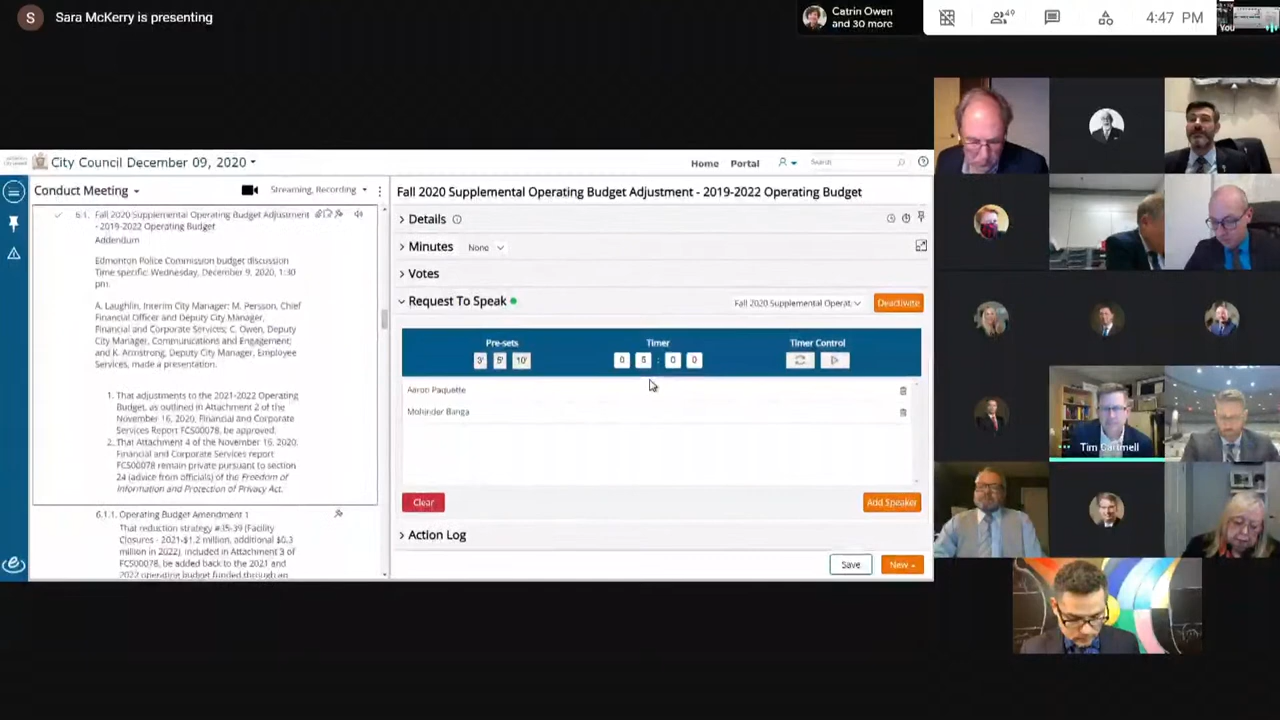 S Sara McKerry is presenting
Catrin Owen
and 30 more
49
4:47 PM
You
City Council December 09, 2020
Home Portal
Search
Conduct Meeting
Streaming, Recording
6.1. Fall 2020 Supplemental Operating Budget Adjustment
- 2019-2022 Operating Budget
Addendum
Edmonton Police Commission budget discussion
Time specific: Wednesday, December 9, 2020, 1:30
pm.
A. Laughlin, Interim City Manager; M. Persson, Chief
Financial Officer and Deputy City Manager,
Financial and Corporate Services; C. Owen, Deputy
City Manager, Communications and Engagement;
and K. Armstrong, Deputy City Manager, Employee
Services, made a presentation.
1. That adjustments to the 2021-2022 Operating
Budget, as outlined in Attachment 2 of the
November 16, 2020, Financial and Corporate
Services Report FCS00078, be approved.
2. That Attachment 4 of the November 16, 2020,
Financial and Corporate Services report
FCS00078 remain private pursuant to section
24 (advice from officials) of the Freedom of
Information and Protection of Privacy Act.
6.1.1. Operating Budget Amendment 1
That reduction strategy #35-39 (Facility
Closures - 2021-$1.2 million, additional $0.3
million in 2022), included in Attachment 3 of
FCS00078, be added back to the 2021 and
2022 operating budget funded through an
Fall 2020 Supplemental Operating Budget Adjustment - 2019-2022 Operating Budget
Details
Minutes None
Votes
Request To Speak
Fall 2020 Supplemental Operat
Deactivate
Pre-sets Timer Timer Control
3' 5' 10' 0 5 : 0 0
Aaron Paquette
Mohinder Banga
Clear
Add Speaker
Action Log
Save
New
Tim Cartmell